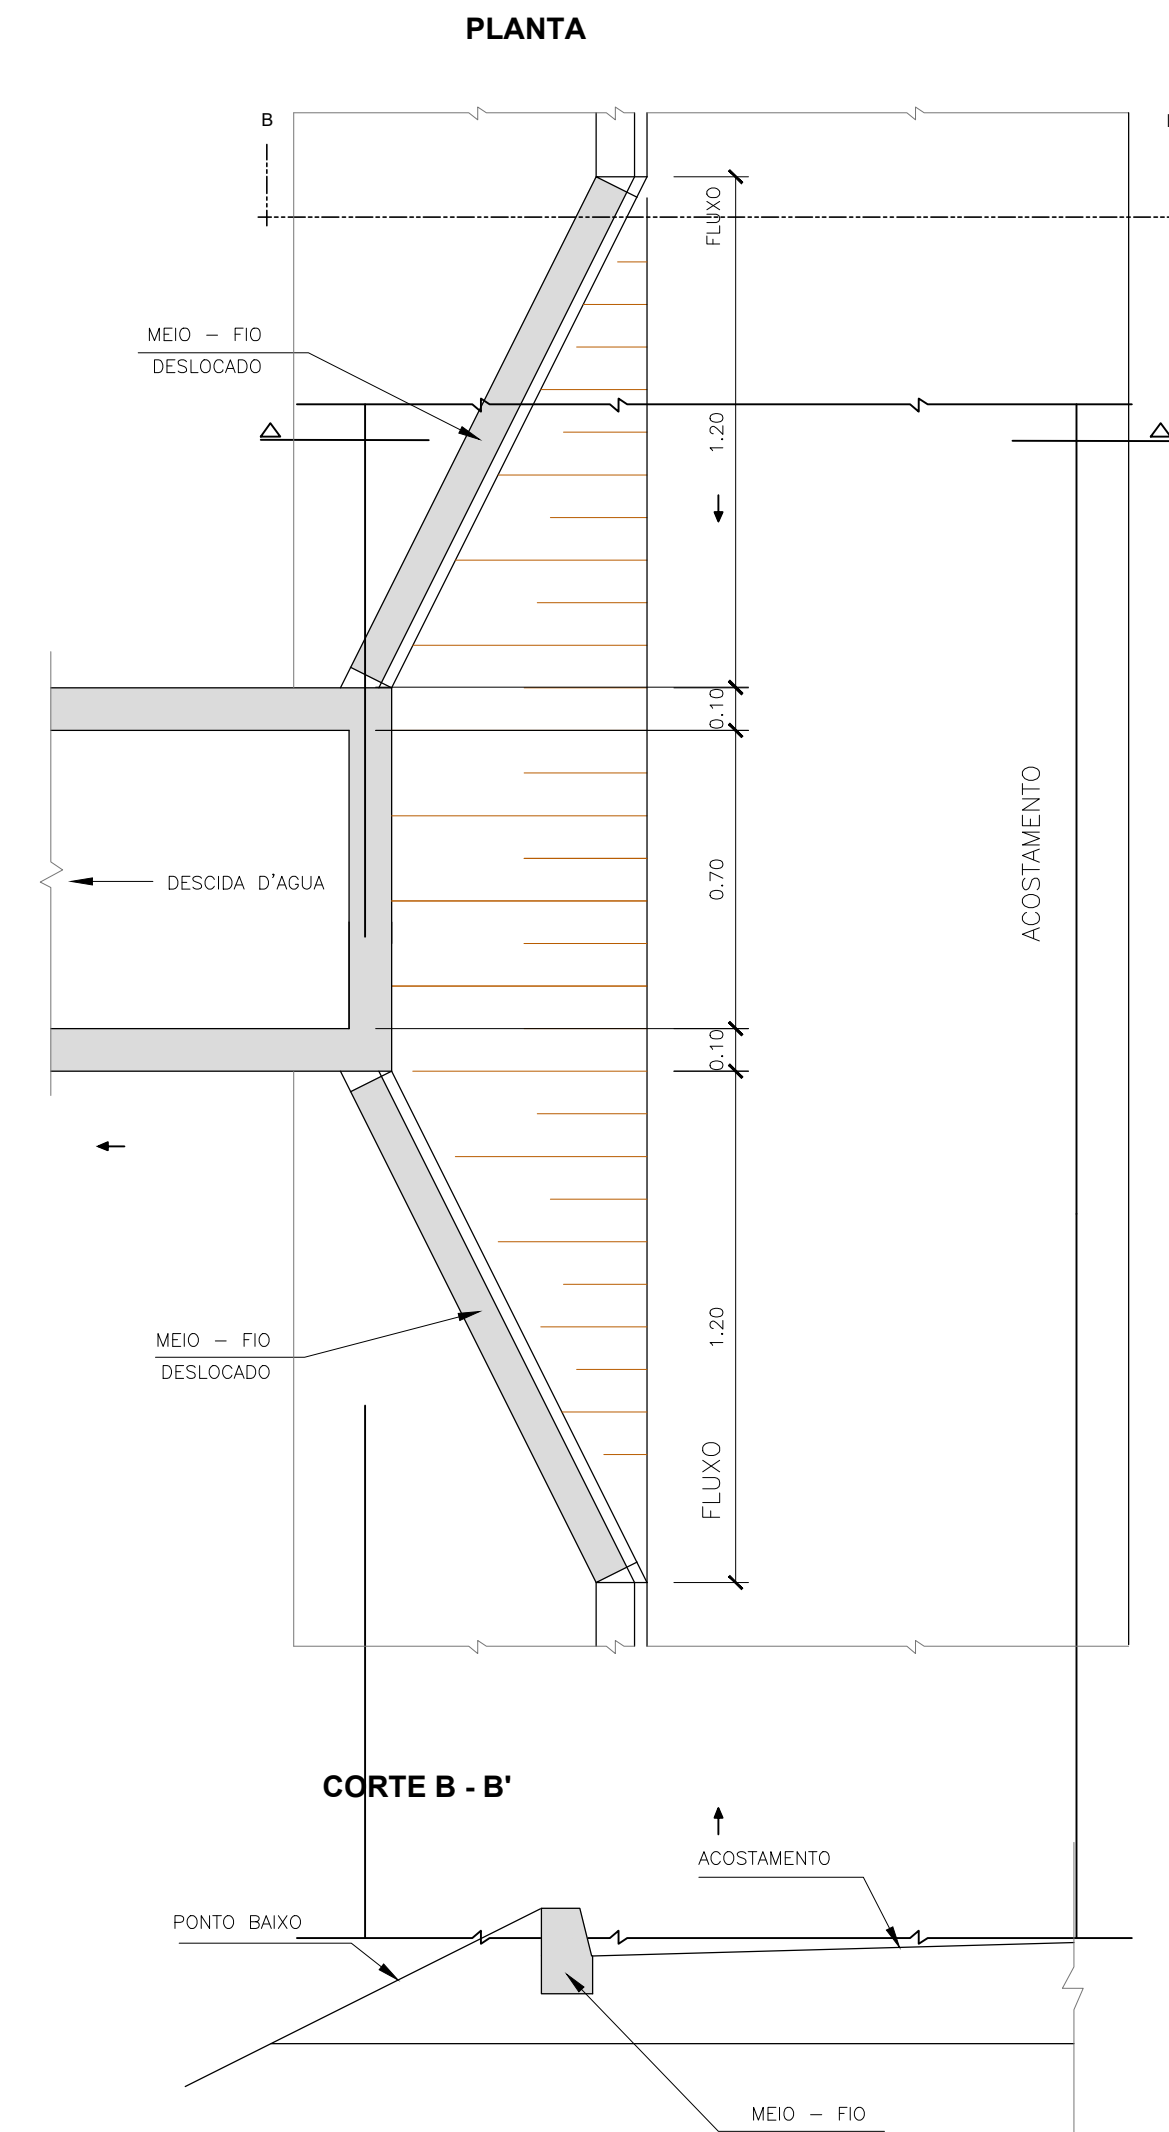 PLANTA
B
FLUXO
MEIO - FIO
DESLOCADO
1.20
0.10
0.70
DESCIDA D'AGUA
ACOSTAMENTO
0.10
MEIO - FIO
DESLOCADO
1.20
FLUXO
CORTE B - B'
ACOSTAMENTO
PONTO BAIXO
MEIO - FIO